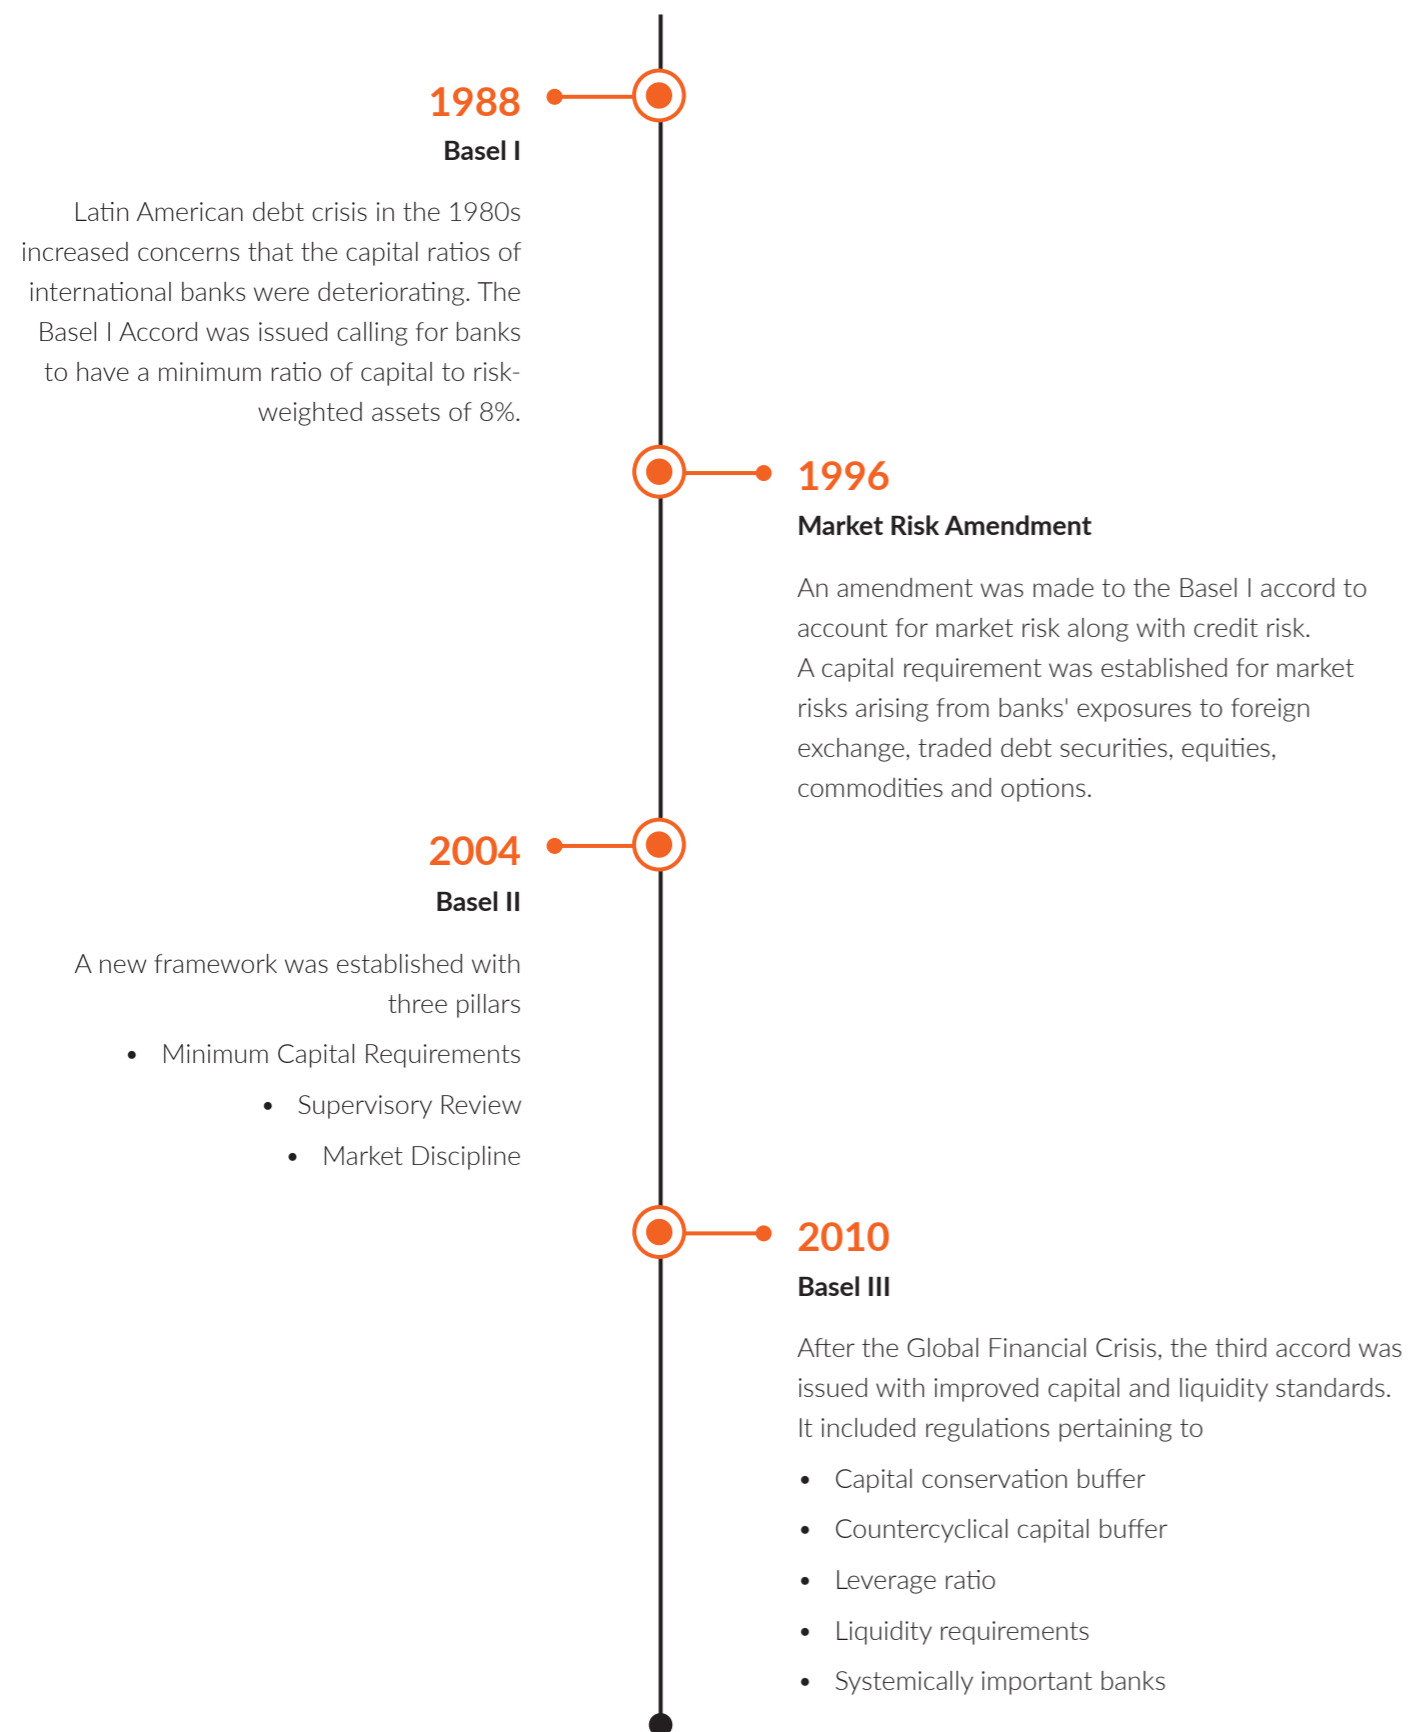 1988
Basel I
Latin American debt crisis in the 1980s
increased concerns that the capital ratios of
international banks were deteriorating. The
Basel I Accord was issued calling for banks
to have a minimum ratio of capital to risk-
weighted assets of 8%.
1996
Market Risk Amendment
An amendment was made to the Basel I accord to
account for market risk along with credit risk.
A capital requirement was established for market
risks arising from banks' exposures to foreign
exchange, traded debt securities, equities,
commodities and options.
2004
Basel II
A new framework was established with
three pillars
• Minimum Capital Requirements
• Supervisory Review
• Market Discipline
2010
Basel III
After the Global Financial Crisis, the third accord was
issued with improved capital and liquidity standards.
It included regulations pertaining to
• Capital conservation buffer
• Countercyclical capital buffer
• Leverage ratio
• Liquidity requirements
• Systemically important banks